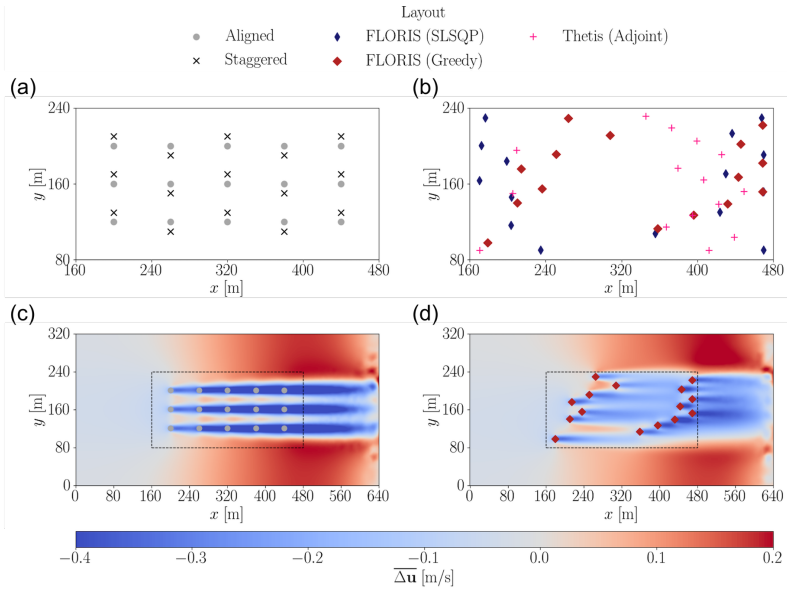 Layout
Aligned
FLORIS (SLSQP)
Thetis (Adjoint)
Staggered
FLORIS (Greedy)
(a)
(b)
240
160
80
y [m]
160 240 320 400 480
x [m]
240
160
80
y [m]
160 240 320 400 480
x [m]
(c)
(d)
320
240
160
80
0
y [m]
0 80 160 240 320 400 480 560 640
x [m]
320
240
160
80
0
y [m]
0 80 160 240 320 400 480 560 640
x [m]
−0.4 −0.3 −0.2 −0.1 0.0 0.1 0.2
Δu [m/s]